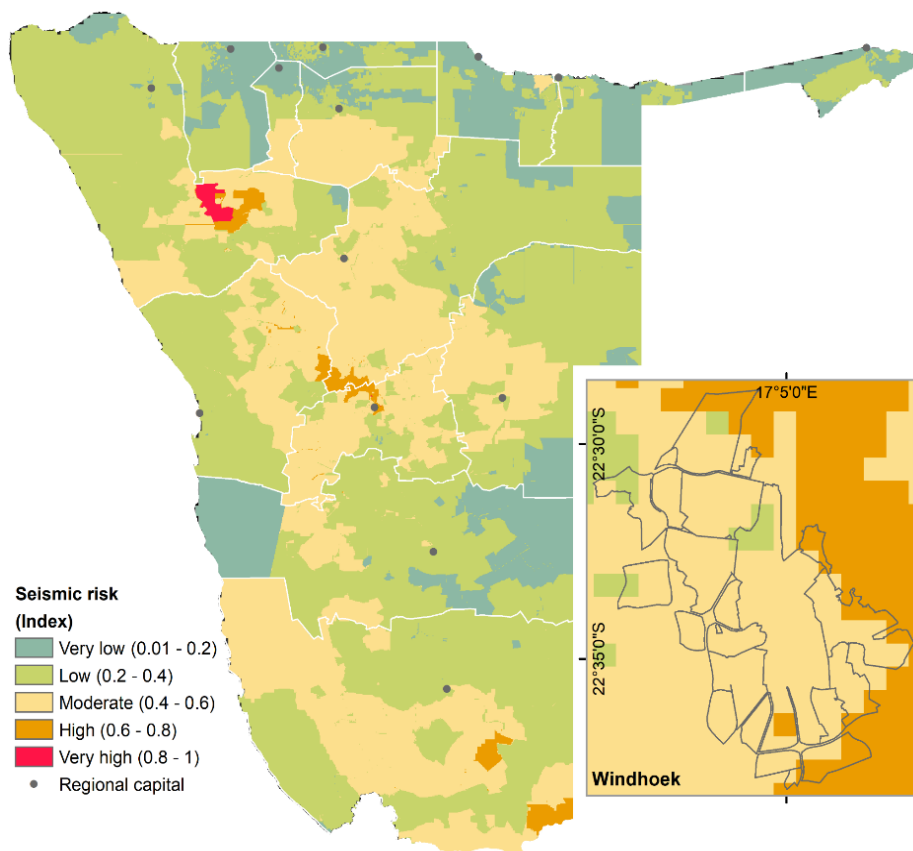 17°5'0"E
22°30'0"S
22°35'0"S
Windhoek
Seismic risk
(Index)
Very low (0.01 - 0.2)
Low (0.2 - 0.4)
Moderate (0.4 - 0.6)
High (0.6 - 0.8)
Very high (0.8 - 1)
Regional capital